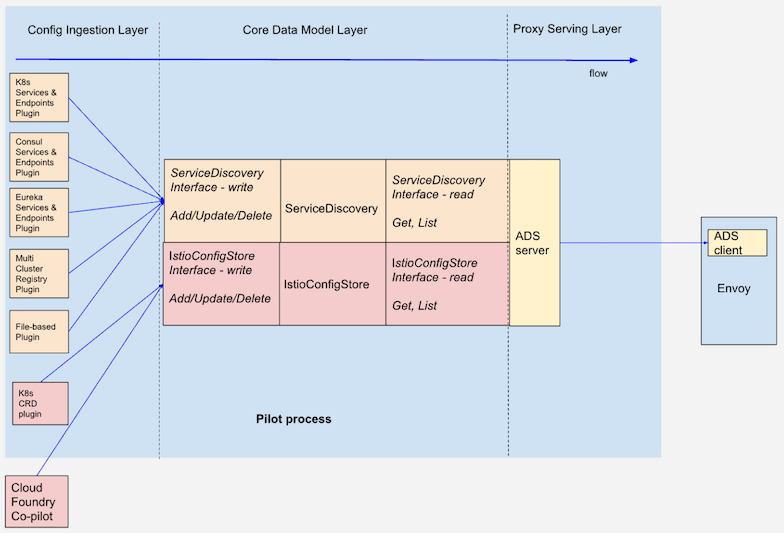 Config Ingestion Layer
Core Data Model Layer
Proxy Serving Layer
flow
K8s
Services &
Endpoints
Plugin
Consul
Services &
Endpoints
Plugin
Eureka
Services &
Endpoints
Plugin
Multi
Cluster
Registry
Plugin
File-based
Plugin
K8s
CRD
plugin
Cloud
Foundry
Co-pilot
ServiceDiscovery
Interface - write
Add/Update/Delete
ServiceDiscovery
ServiceDiscovery
Interface - read
Get, List
IstioConfigStore
Interface - write
Add/Update/Delete
IstioConfigStore
IstioConfigStore
Interface - read
Get, List
ADS
server
ADS
client
Envoy
Pilot process